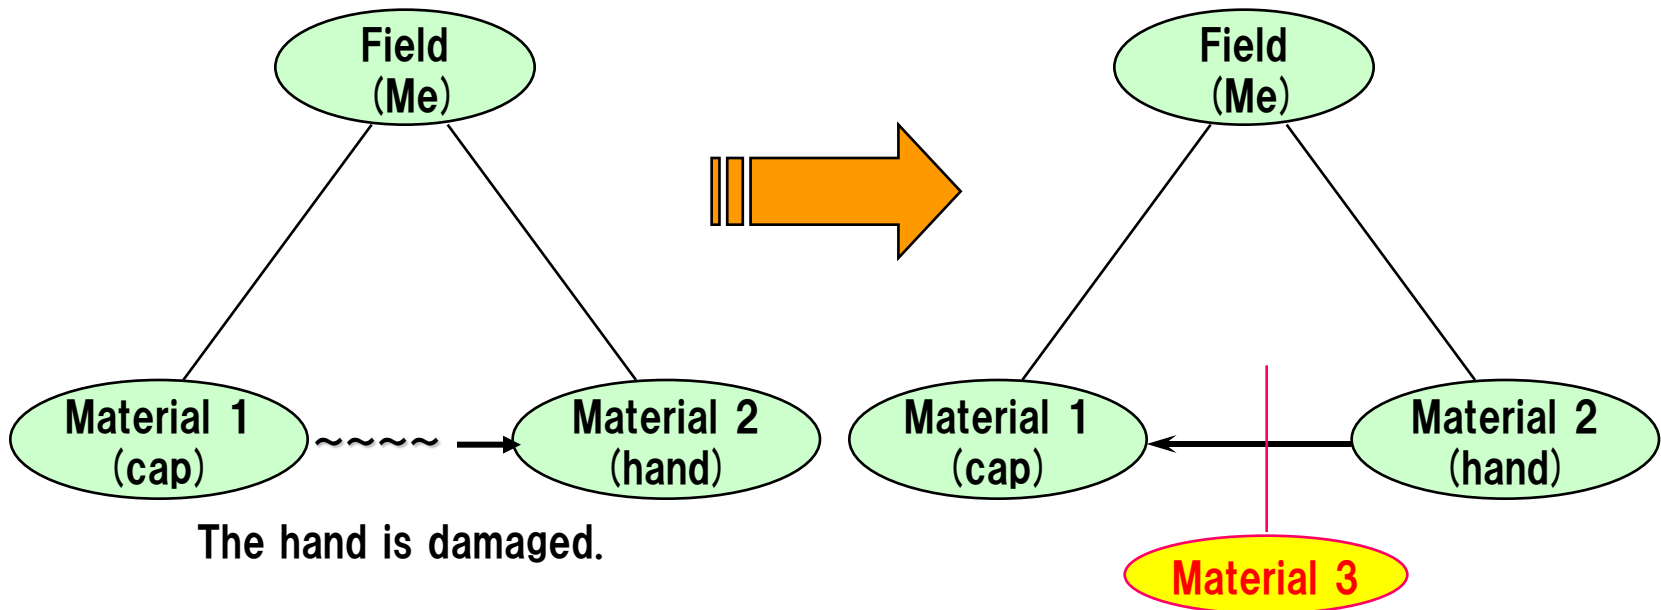 Field
(Me)
Material 1
(cap)
~~~~
Material 2
(hand)
The hand is damaged.
Field
(Me)
Material 1
(cap)
Material 2
(hand)
Material 3